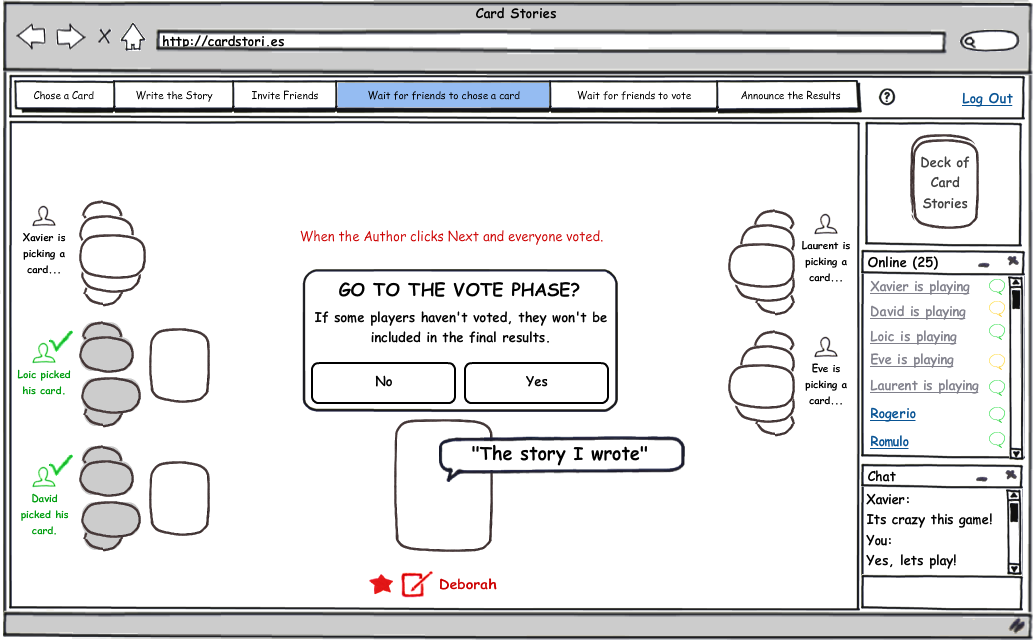 Card Stories
http://cardstori.es
Chose a Card
Write the Story
Invite Friends
Wait for friends to chose a card
Wait for friends to vote
Announce the Results
?
Log Out
Deck of
Card
Stories
Xavier is
picking a
card...
Loic picked
his card.
David
picked his
card.
When the Author clicks Next and everyone voted.
GO TO THE VOTE PHASE?
If some players haven't voted, they won't be
included in the final results.
No
Yes
"The story I wrote"
Deborah
Laurent is
picking a
card...
Eve is
picking a
card...
Online (25)
Xavier is playing
David is playing
Loic is playing
Eve is playing
Laurent is playing
Rogerio
Romulo
Chat
Xavier:
Its crazy this game!
You:
Yes, lets play!